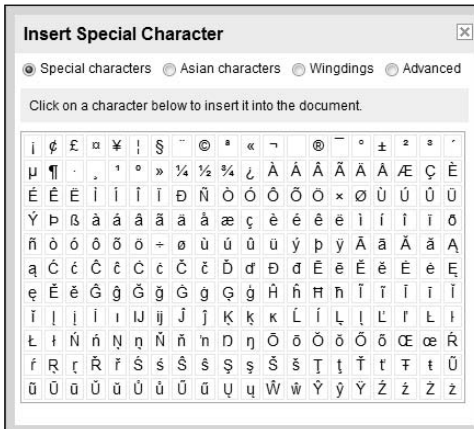 Insert Special Character
Special characters Asian characters Wingdings Advanced
Click on a character below to insert it into the document.
¡ ¢ £ ¤ ¥ ¦ § ¨ © ª « ¬ ® ¯ ° ± ² ³ ´
µ ¶ · ¸ ¹ º » ¼ ½ ¾ ¿ À Á Â Ã Ä Å Æ Ç È
É Ê Ë Ì Í Î Ï Ð Ñ Ò Ó Ô Õ Ö × Ø Ù Ú Û Ü
Ý Þ ß à á â ã ä å æ ç è é ê ë ì í î ï ð
ñ ò ó ô õ ö ÷ ø ù ú û ü ý þ ÿ Ā ā Ă ă Ą
ą Ć ć Ĉ ĉ Ċ ċ Č č Ď ď Đ đ Ē ē Ĕ ĕ Ė ė Ę
ę Ě ě Ĝ ĝ Ğ ğ Ġ ġ Ģ ģ Ĥ ĥ Ħ ħ Ĩ ĩ Ī ī Ĭ
ĭ Į į İ ı Ĳ ĳ Ĵ ĵ Ķ ķ ĸ Ĺ ĺ Ļ ļ Ľ ľ Ŀ ŀ
Ł ł Ń ń Ņ ņ Ň ň ŉ Ŋ ŋ Ō ō Ŏ ŏ Ő ő Œ œ Ŕ
ŕ Ŗ ŗ Ř ř Ś ś Ŝ ŝ Ş ş Š š Ţ ţ Ť ť Ŧ ŧ Ũ
ũ Ū ū Ŭ ŭ Ů ů Ű ű Ų ų Ŵ ŵ Ŷ ŷ Ÿ Ź ź Ż ż